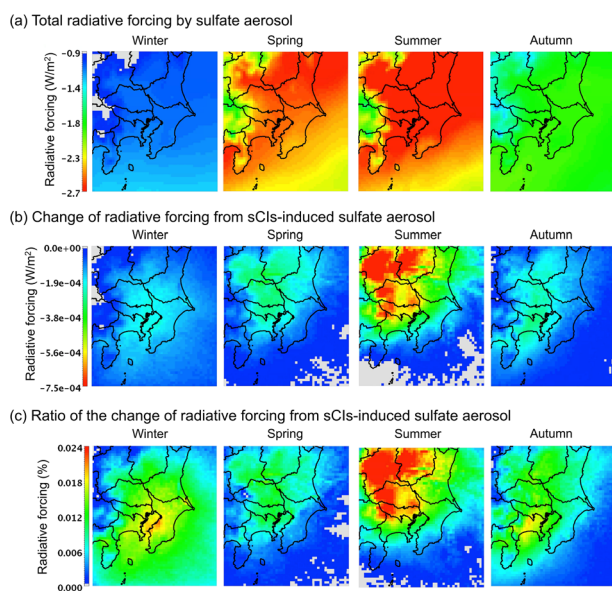 (a) Total radiative forcing by sulfate aerosol
Winter Spring Summer Autumn
Radiative forcing (W/m²)
-0.9
-1.4
-1.8
-2.3
-2.7
(b) Change of radiative forcing from sCIs-induced sulfate aerosol
Winter Spring Summer Autumn
Radiative forcing (W/m²)
0.0e+00
-1.9e-04
-3.8e-04
-5.6e-04
-7.5e-04
(c) Ratio of the change of radiative forcing from sCIs-induced sulfate aerosol
Winter Spring Summer Autumn
Radiative forcing (%)
0.024
0.018
0.012
0.006
0.000